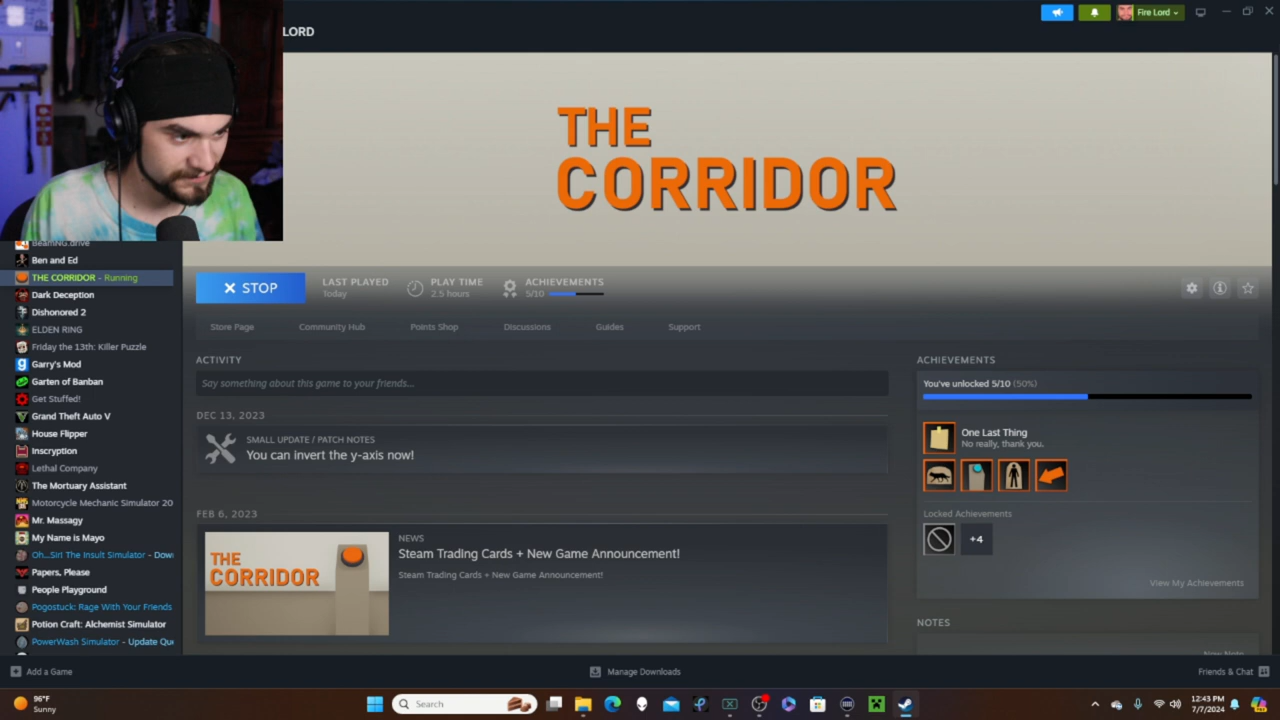 LORD
Fire Lord
THE
CORRIDOR
BeamNG.drive
Ben and Ed
THE CORRIDOR - Running
Dark Deception
Dishonored 2
ELDEN RING
Friday the 13th: Killer Puzzle
Garry's Mod
Garten of Banban
Get Stuffed!
Grand Theft Auto V
House Flipper
Inscryption
Lethal Company
The Mortuary Assistant
Motorcycle Mechanic Simulator 20
Mr. Massagy
My Name is Mayo
Oh...Sir! The Insult Simulator - Down
Papers, Please
People Playground
Pogostuck: Rage With Your Friends
Potion Craft: Alchemist Simulator
PowerWash Simulator - Update Que
STOP
LAST PLAYED
Today
PLAY TIME
2.5 hours
ACHIEVEMENTS
5/10
Store Page
Community Hub
Points Shop
Discussions
Guides
Support
ACTIVITY
Say something about this game to your friends...
DEC 13, 2023
SMALL UPDATE / PATCH NOTES
You can invert the y-axis now!
FEB 6, 2023
THE
CORRIDOR
NEWS
Steam Trading Cards + New Game Announcement!
Steam Trading Cards + New Game Announcement!
ACHIEVEMENTS
You've unlocked 5/10 (50%)
One Last Thing
No really, thank you.
Locked Achievements
+4
View My Achievements
NOTES
New Note
Add a Game
Manage Downloads
Friends & Chat
96°F
Sunny
Search
12:43 PM
7/7/2024